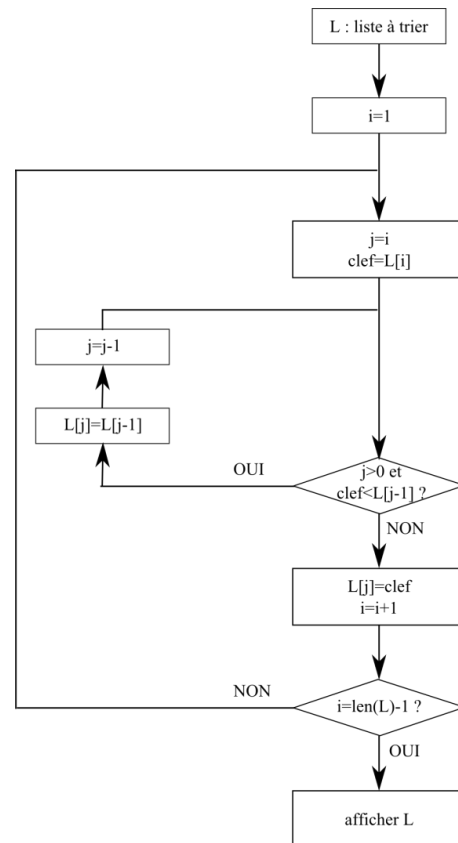 L : liste à trier
i=1
j=i
clef=L[i]
j=j-1
L[j]=L[j-1]
OUI
j>0 et
clef<L[j-1] ?
NON
L[j]=clef
i=i+1
NON
i=len(L)-1 ?
OUI
afficher L